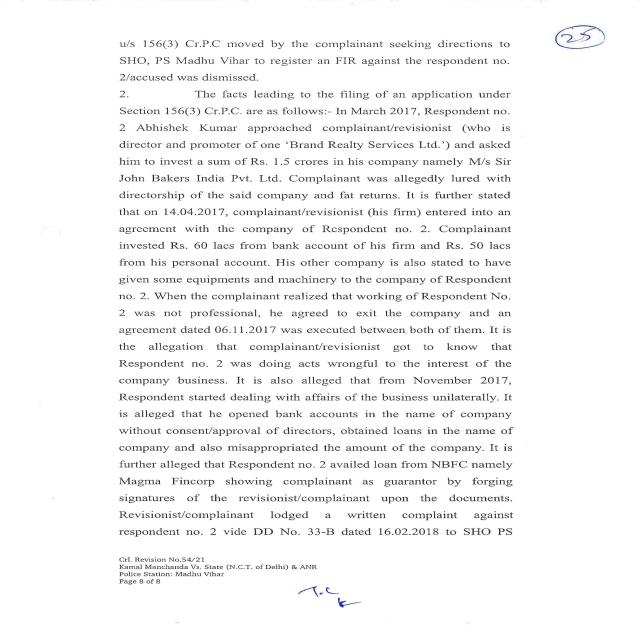 25
u/s 156(3) Cr.P.C moved by the complainant seeking directions to
SHO, PS Madhu Vihar to register an FIR against the respondent no.
2/accused was dismissed.
2. The facts leading to the filing of an application under
Section 156(3) Cr.P.C. are as follows:- In March 2017, Respondent no.
2 Abhishek Kumar approached complainant/revisionist (who is
director and promoter of one 'Brand Realty Services Ltd.') and asked
him to invest a sum of Rs. 1.5 crores in his company namely M/s Sir
John Bakers India Pvt. Ltd. Complainant was allegedly lured with
directorship of the said company and fat returns. It is further stated
that on 14.04.2017, complainant/revisionist (his firm) entered into an
agreement with the company of Respondent no. 2. Complainant
invested Rs. 60 lacs from bank account of his firm and Rs. 50 lacs
from his personal account. His other company is also stated to have
given some equipments and machinery to the company of Respondent
no. 2. When the complainant realized that working of Respondent No.
2 was not professional, he agreed to exit the company and an
agreement dated 06.11.2017 was executed between both of them. It is
the allegation that complainant/revisionist got to know that
Respondent no. 2 was doing acts wrongful to the interest of the
company business. It is also alleged that from November 2017,
Respondent started dealing with affairs of the business unilaterally. It
is alleged that he opened bank accounts in the name of company
without consent/approval of directors, obtained loans in the name of
company and also misappropriated the amount of the company. It is
further alleged that Respondent no. 2 availed loan from NBFC namely
Magma Fincorp showing complainant as guarantor by forging
signatures of the revisionist/complainant upon the documents.
Revisionist/complainant lodged a written complaint against
respondent no. 2 vide DD No. 33-B dated 16.02.2018 to SHO PS
Crl. Revision No.54/21
Kamal Manchanda Vs. State (N.C.T. of Delhi) & ANR
Police Station: Madhu Vihar
Page 8 of 8
T.C